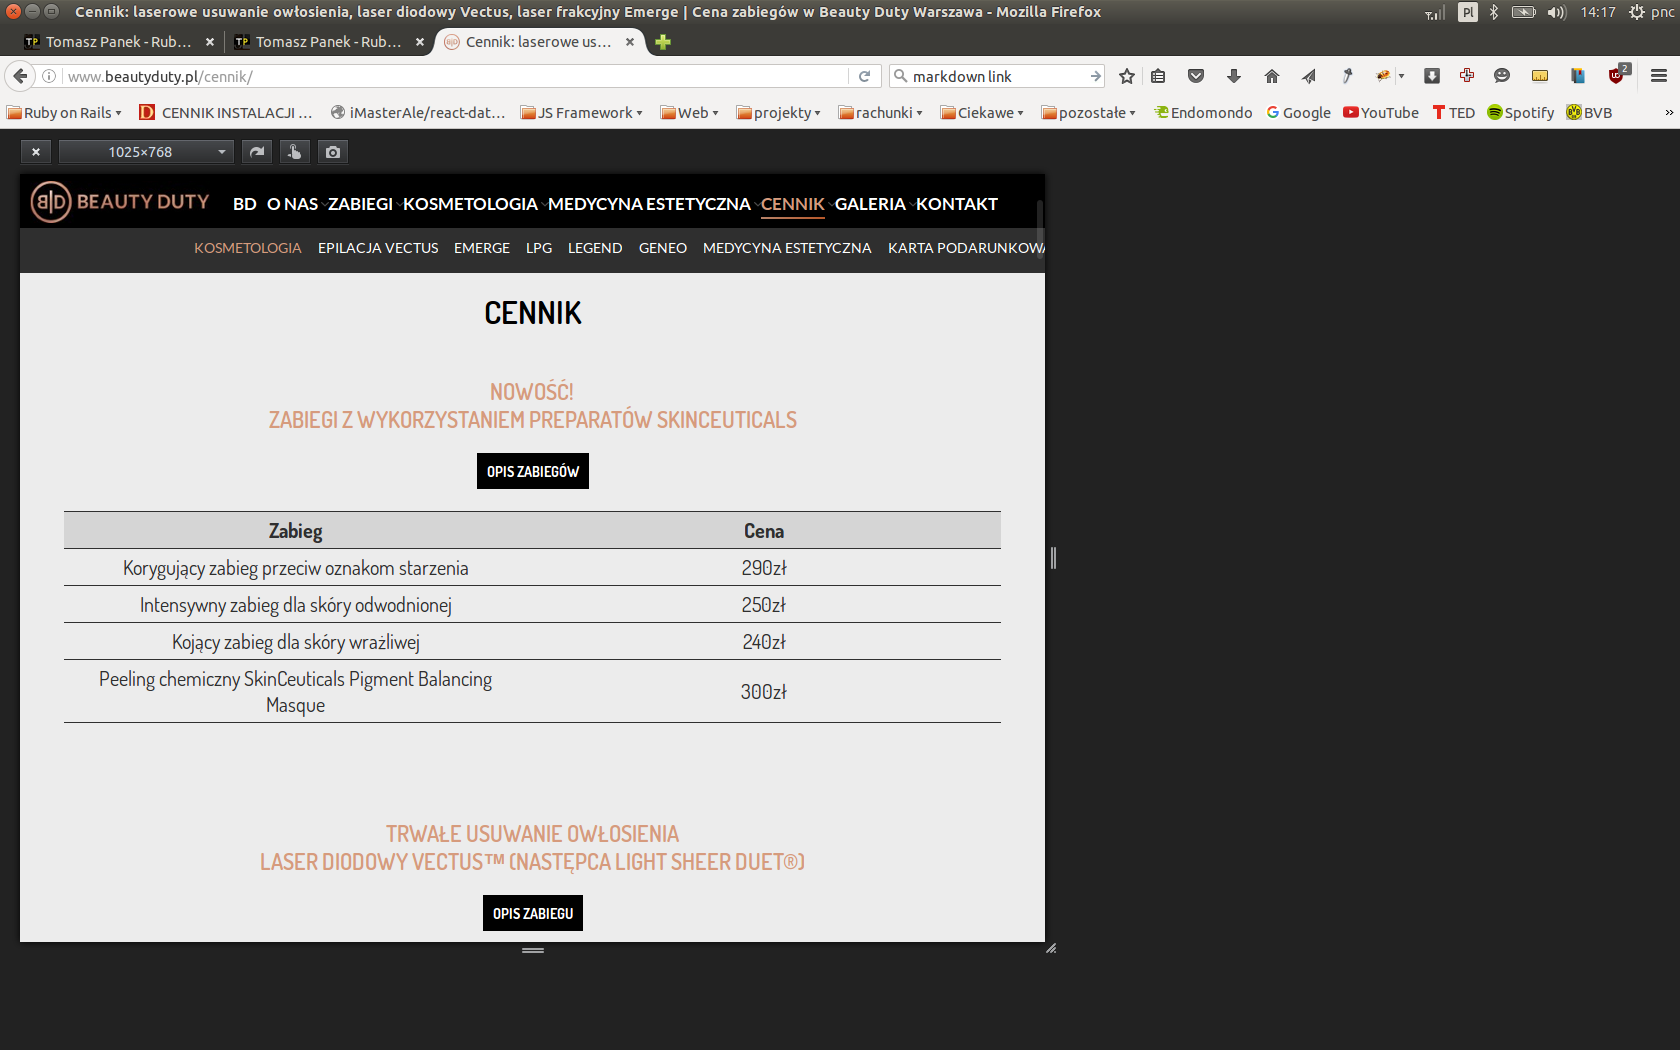 Cennik: laserowe usuwanie owłosienia, laser diodowy Vectus, laser frakcyjny Emerge | Cena zabiegów w Beauty Duty Warszawa - Mozilla Firefox
Pl 14:17 pnc
TP Tomasz Panek - Rub... TP Tomasz Panek - Rub... Cennik: laserowe us...
www.beautyduty.pl/cennik/ markdown link 2
Ruby on Rails CENNIK INSTALACJI ... iMasterAle/react-dat... JS Framework Web projekty rachunki Ciekawe pozostałe Endomondo Google YouTube TED Spotify BVB
1025×768
BEAUTY DUTY BD O NAS ZABIEGI KOSMETOLOGIA MEDYCYNA ESTETYCZNA CENNIK GALERIA KONTAKT
KOSMETOLOGIA EPILACJA VECTUS EMERGE LPG LEGEND GENEO MEDYCYNA ESTETYCZNA KARTA PODARUNKOWA
CENNIK
NOWOŚĆ!
ZABIEGI Z WYKORZYSTANIEM PREPARATÓW SKINCEUTICALS
OPIS ZABIEGÓW
Zabieg Cena
Korygujący zabieg przeciw oznakom starzenia 290zł
Intensywny zabieg dla skóry odwodnionej 250zł
Kojący zabieg dla skóry wrażliwej 240zł
Peeling chemiczny SkinCeuticals Pigment Balancing
Masque 300zł
TRWAŁE USUWANIE OWŁOSIENIA
LASER DIODOWY VECTUS™ (NASTĘPCA LIGHT SHEER DUET®)
OPIS ZABIEGU